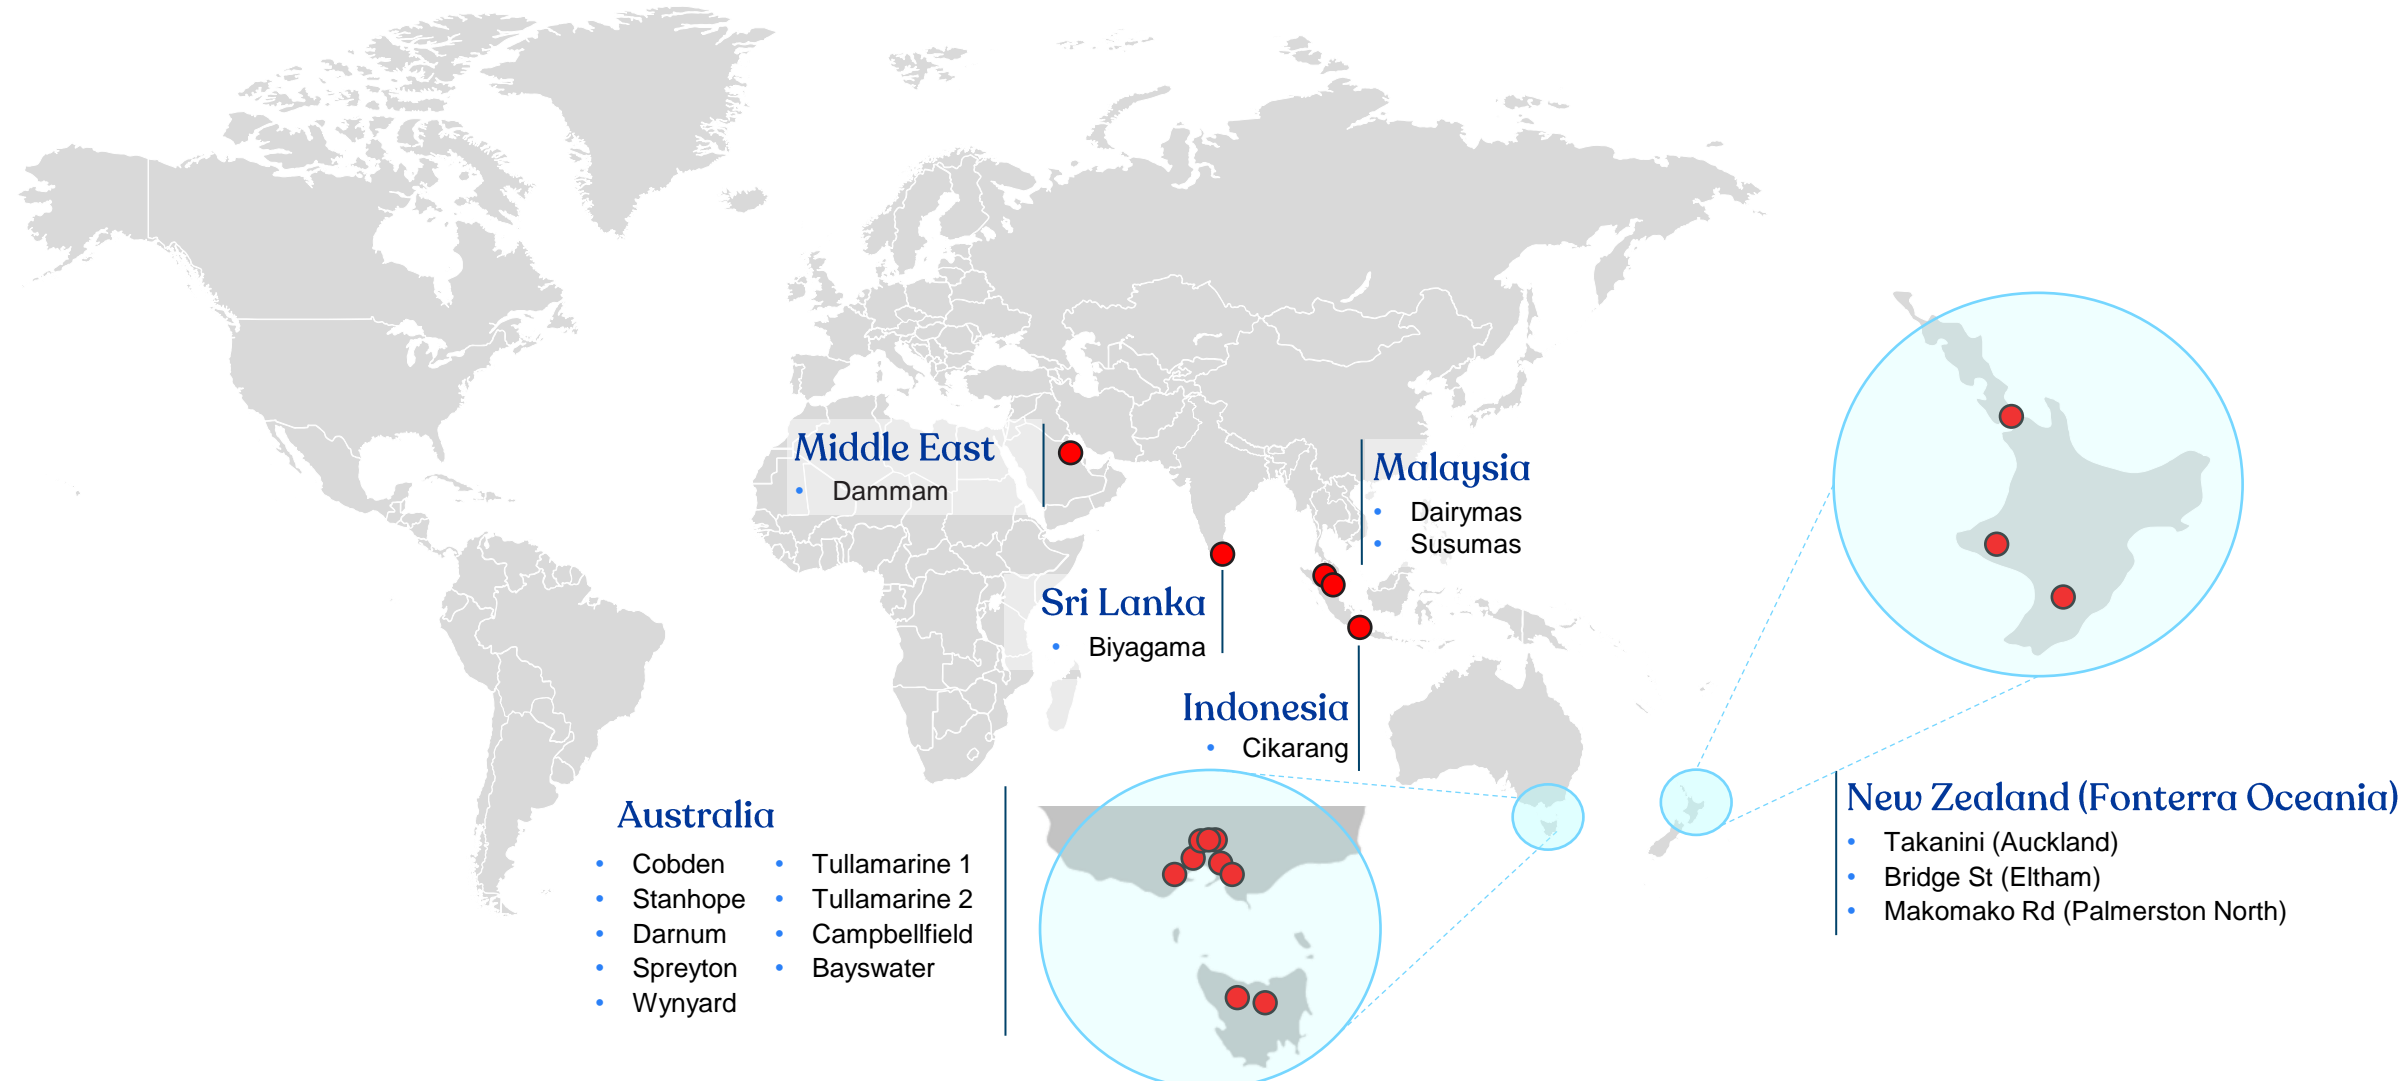 Middle East
• Dammam
Malaysia
• Dairymas
• Susumas
Sri Lanka
• Biyagama
Indonesia
• Cikarang
Australia
• Cobden
• Stanhope
• Darnum
• Spreyton
• Wynyard
• Tullamarine 1
• Tullamarine 2
• Campbellfield
• Bayswater
New Zealand (Fonterra Oceania)
• Takanini (Auckland)
• Bridge St (Eltham)
• Makomako Rd (Palmerston North)